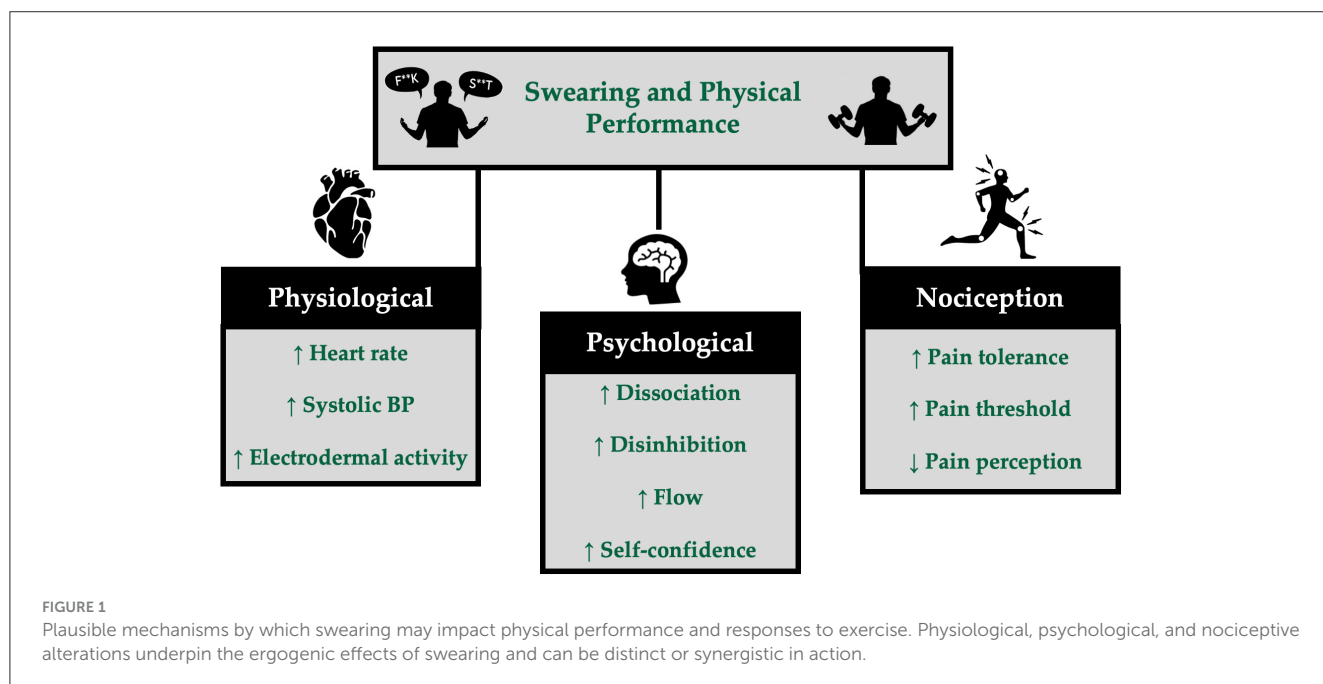 F**K
S**T
Swearing and Physical
Performance
Physiological
↑ Heart rate
↑ Systolic BP
↑ Electrodermal activity
Psychological
↑ Dissociation
↑ Disinhibition
↑ Flow
↑ Self-confidence
Nociception
↑ Pain tolerance
↑ Pain threshold
↓ Pain perception
FIGURE 1
Plausible mechanisms by which swearing may impact physical performance and responses to exercise. Physiological, psychological, and nociceptive
alterations underpin the ergogenic effects of swearing and can be distinct or synergistic in action.